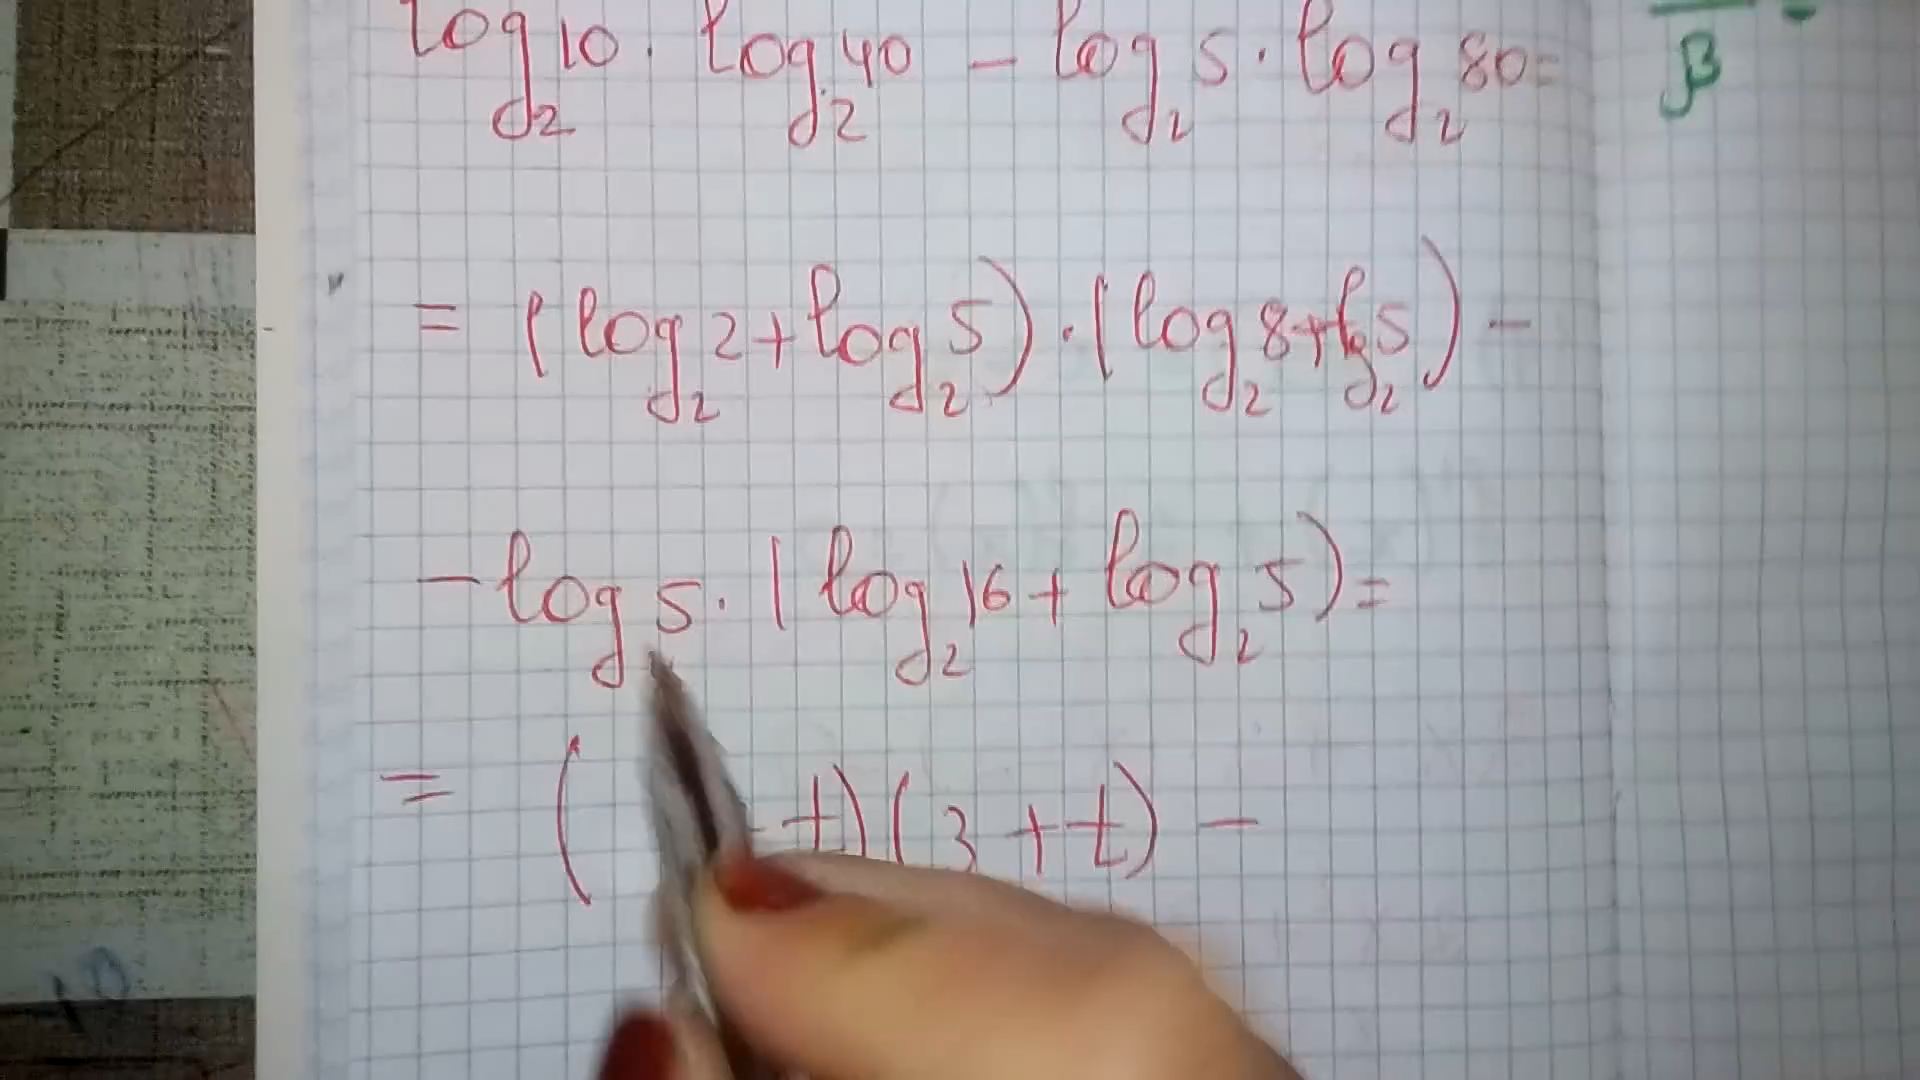 log₂10 · log₂40 - log₂5 · log₂80 =
β
= (log₂2 + log₂5) · (log₂8 + log₂5) -
- log₂5 · (log₂16 + log₂5) =
= ( + t)(3 + t) -